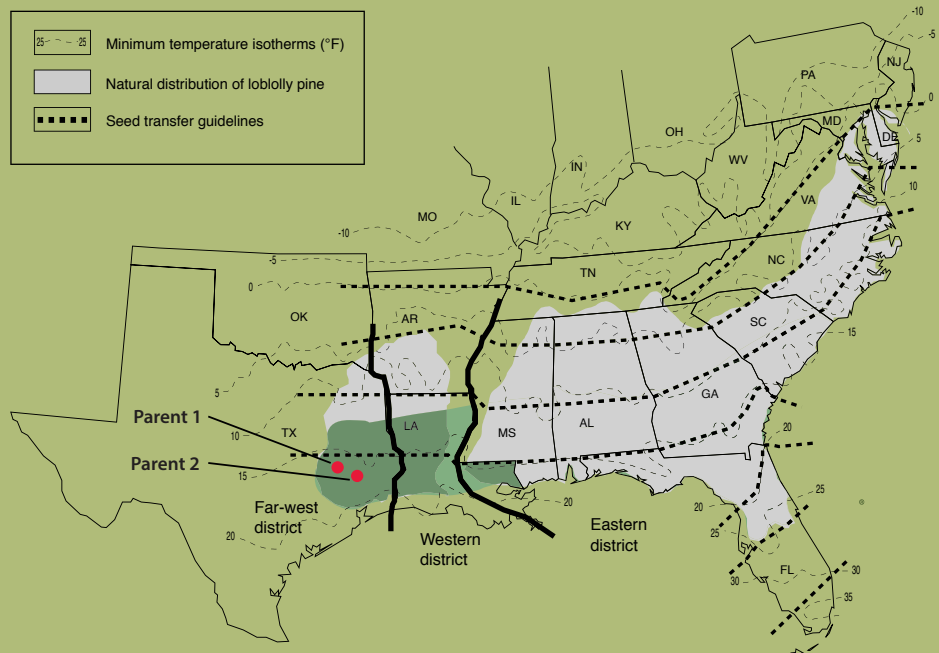 25 25 Minimum temperature isotherms (°F)
Natural distribution of loblolly pine
Seed transfer guidelines
-10
-5
NJ
PA
0
OH
MD
DE
5
IN
WV
IL
10
VA
MO
KY
-10
-5
NC
TN
0
OK
AR
SC
15
5
GA
Parent 1
TX
LA
MS
AL
20
10
Parent 2
15
25
Far-west
district
20
20
25
Western
district
Eastern
district
FL
30
30
35